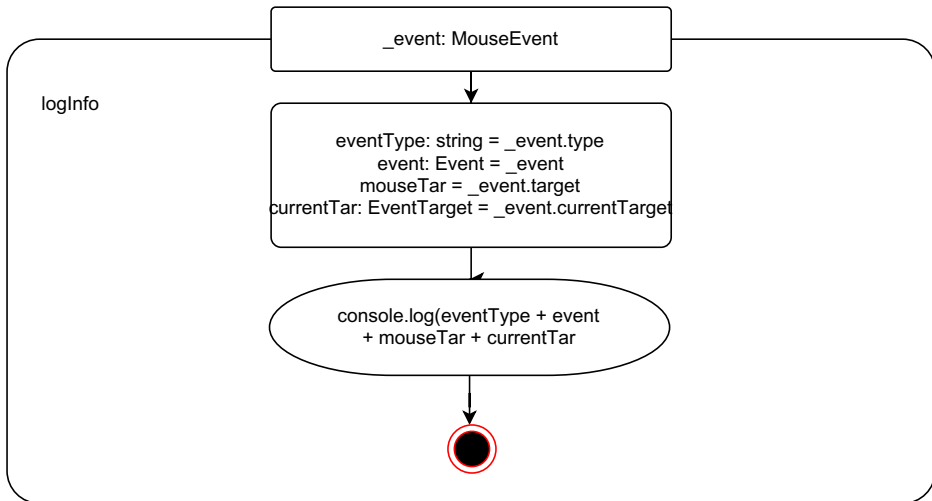 _event: MouseEvent
logInfo
eventType: string = _event.type
event: Event = _event
mouseTar = _event.target
currentTar: EventTarget = _event.currentTarget
console.log(eventType + event
+ mouseTar + currentTar